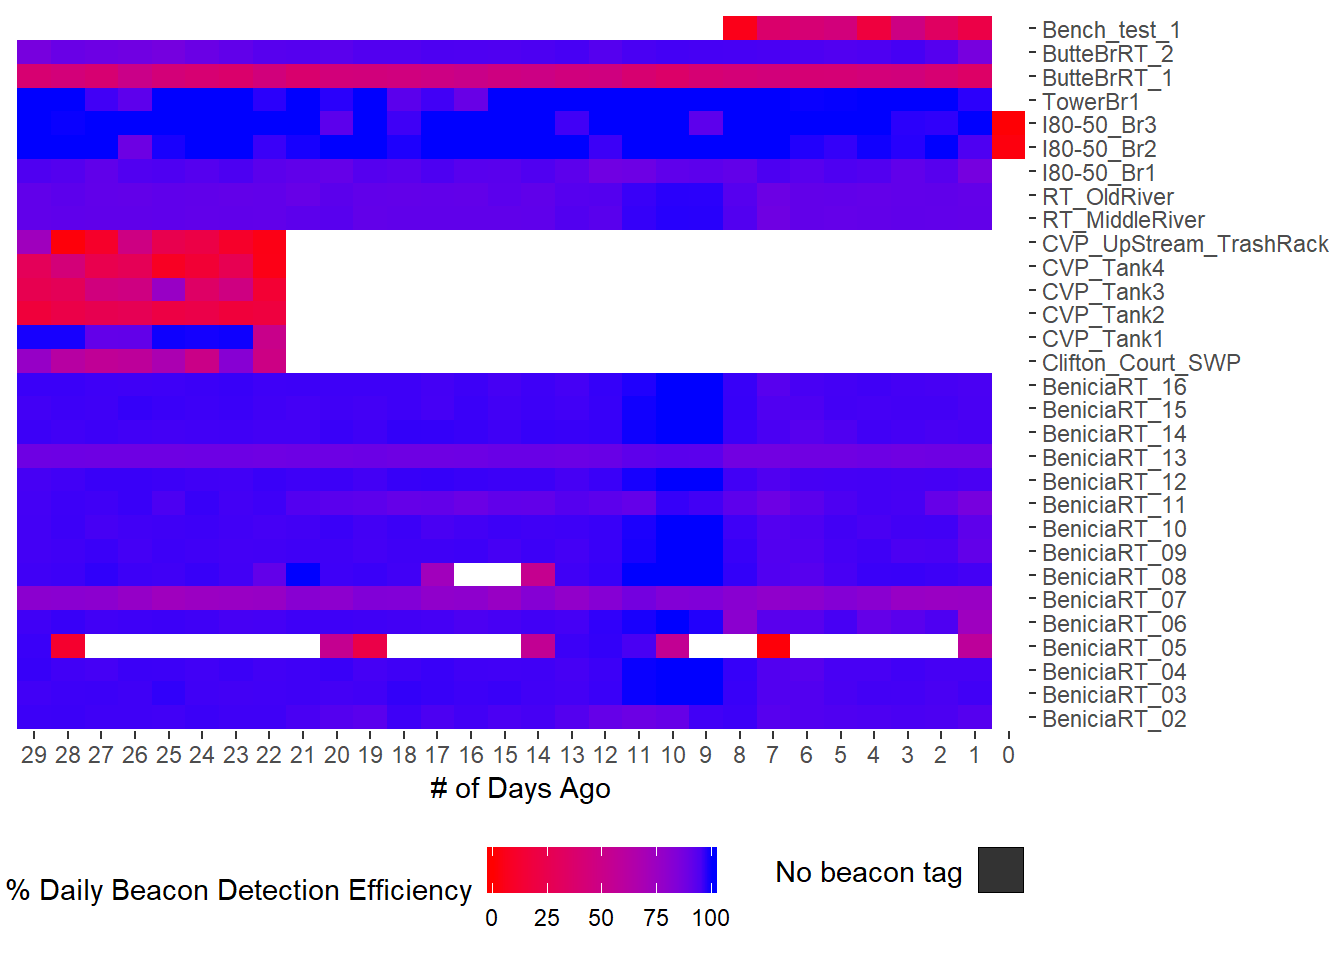 Bench_test_1
ButteBrRT_2
ButteBrRT_1
TowerBr1
I80-50_Br3
I80-50_Br2
I80-50_Br1
RT_OldRiver
RT_MiddleRiver
CVP_UpStream_TrashRack
CVP_Tank4
CVP_Tank3
CVP_Tank2
CVP_Tank1
Clifton_Court_SWP
BeniciaRT_16
BeniciaRT_15
BeniciaRT_14
BeniciaRT_13
BeniciaRT_12
BeniciaRT_11
BeniciaRT_10
BeniciaRT_09
BeniciaRT_08
BeniciaRT_07
BeniciaRT_06
BeniciaRT_05
BeniciaRT_04
BeniciaRT_03
BeniciaRT_02
29 28 27 26 25 24 23 22 21 20 19 18 17 16 15 14 13 12 11 10 9 8 7 6 5 4 3 2 1 0
# of Days Ago
% Daily Beacon Detection Efficiency
0 25 50 75 100
No beacon tag